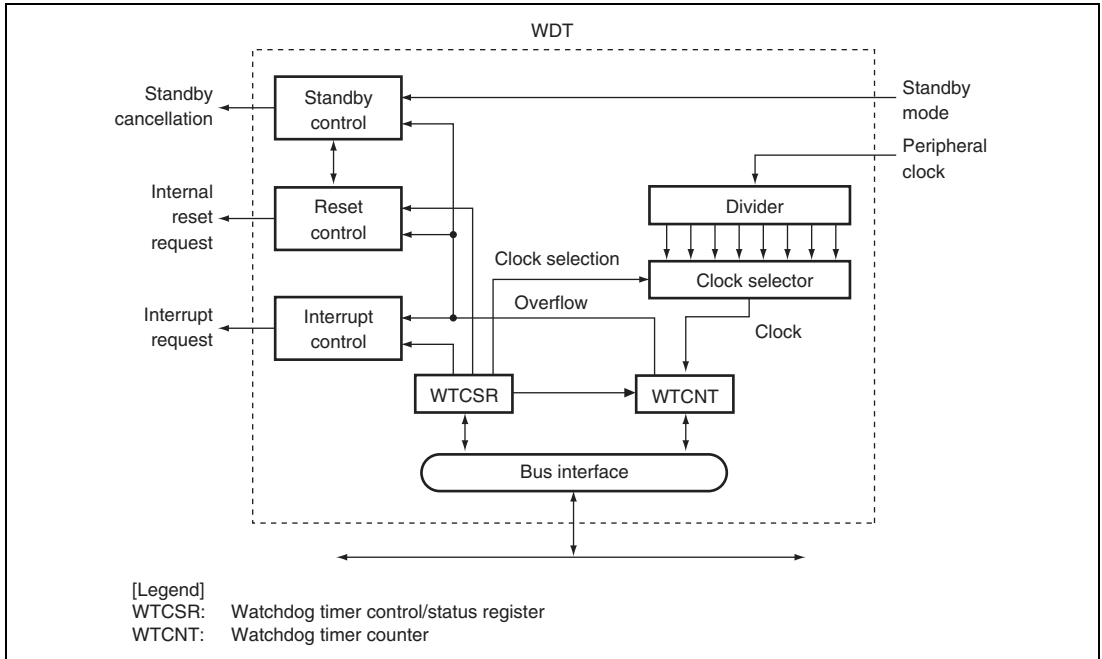 WDT
Standby
cancellation
Standby
control
Standby
mode
Peripheral
clock
Internal
reset
request
Reset
control
Divider
Clock selection
Clock selector
Overflow
Clock
Interrupt
request
Interrupt
control
WTCSR
WTCNT
Bus interface
[Legend]
WTCSR: Watchdog timer control/status register
WTCNT: Watchdog timer counter